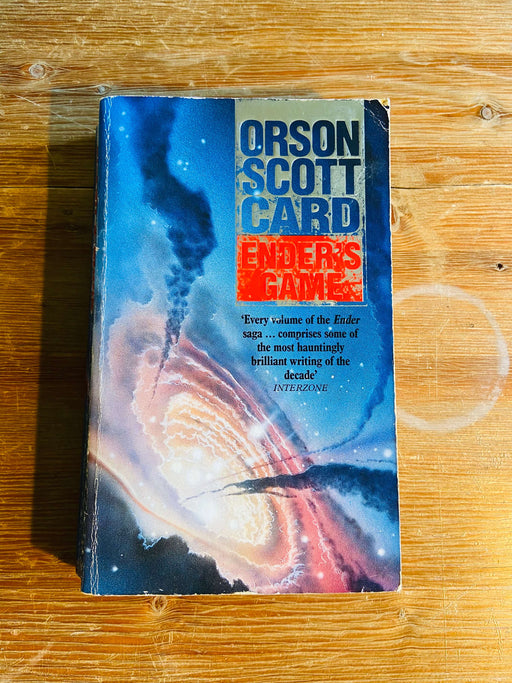 ORSON
SCOTT
CARD
ENDER'S
GAME
‘Every volume of the Ender
saga ... comprises some of
the most hauntingly
brilliant writing of the
decade’
INTERZONE